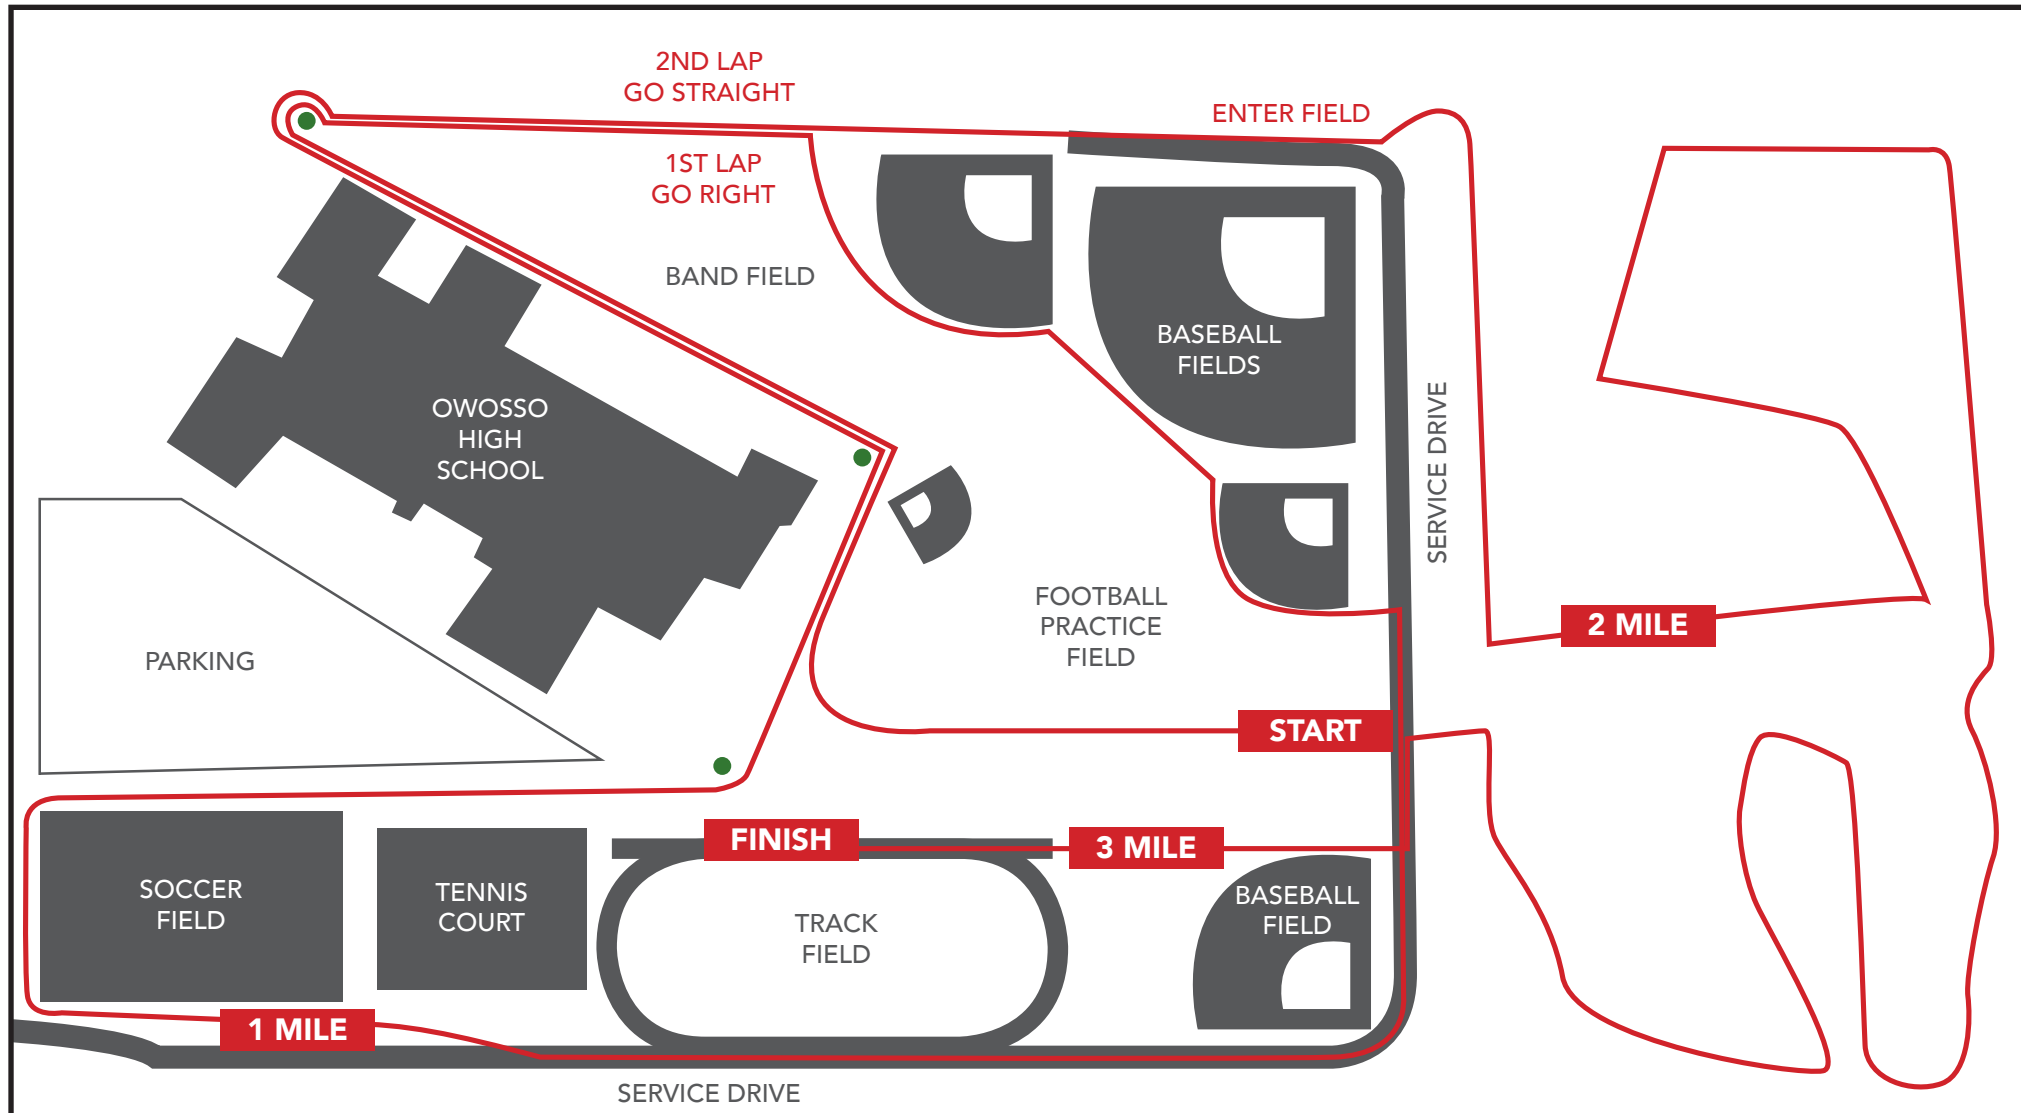 2ND LAP
GO STRAIGHT
ENTER FIELD
1ST LAP
GO RIGHT
BAND FIELD
BASEBALL
FIELDS
OWOSSO
HIGH
SCHOOL
SERVICE DRIVE
FOOTBALL
PRACTICE
FIELD
2 MILE
PARKING
START
FINISH
3 MILE
SOCCER
FIELD
TENNIS
COURT
TRACK
FIELD
BASEBALL
FIELD
1 MILE
SERVICE DRIVE